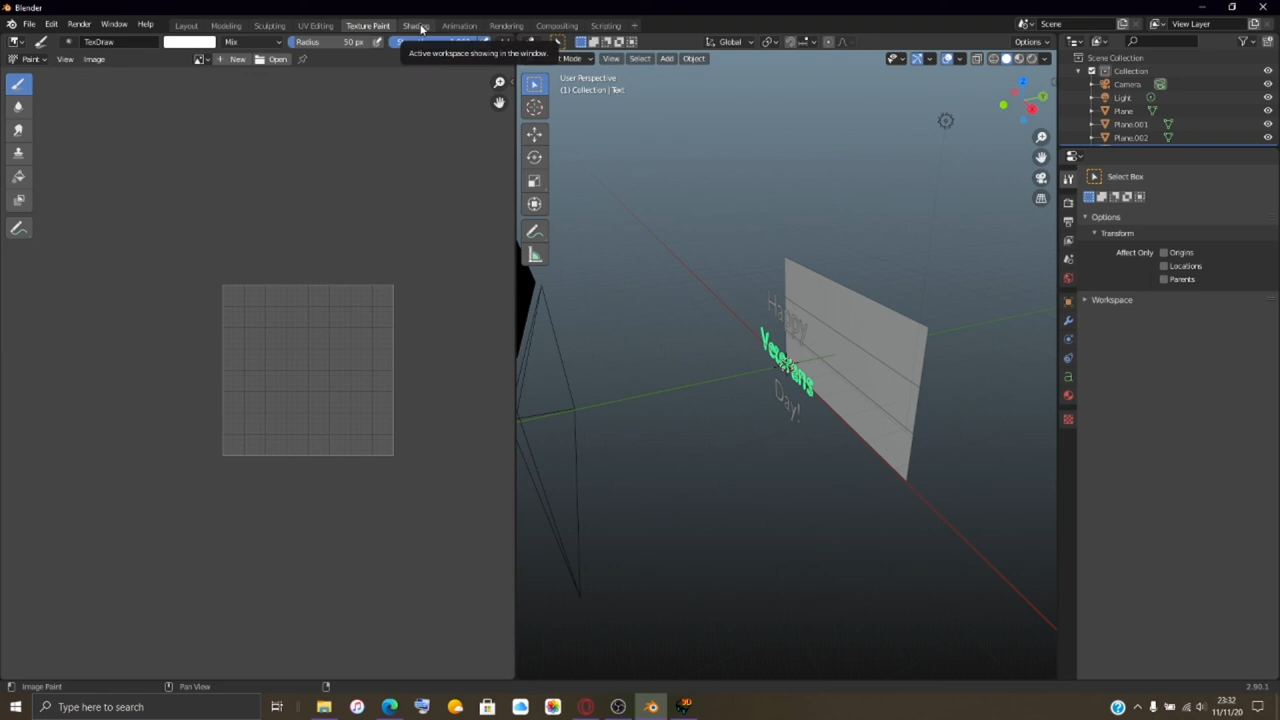 Blender
File Edit Render Window Help Layout Modeling Sculpting UV Editing Texture Paint Shading Animation Rendering Compositing Scripting + Scene View Layer
TexDraw Mix Radius 50 px Global Options
Active workspace showing in the window.
Paint View Image New Open Mode View Select Add Object
Scene Collection
Collection
Camera
Light
Plane
Plane.001
Plane.002
User Perspective
(1) Collection | Text
Select Box
Options
Transform
Affect Only Origins
Locations
Parents
Workspace
Happy
Veterans
Day!
Image Paint Pan View 2.90.1
Type here to search
23:32
11/11/20